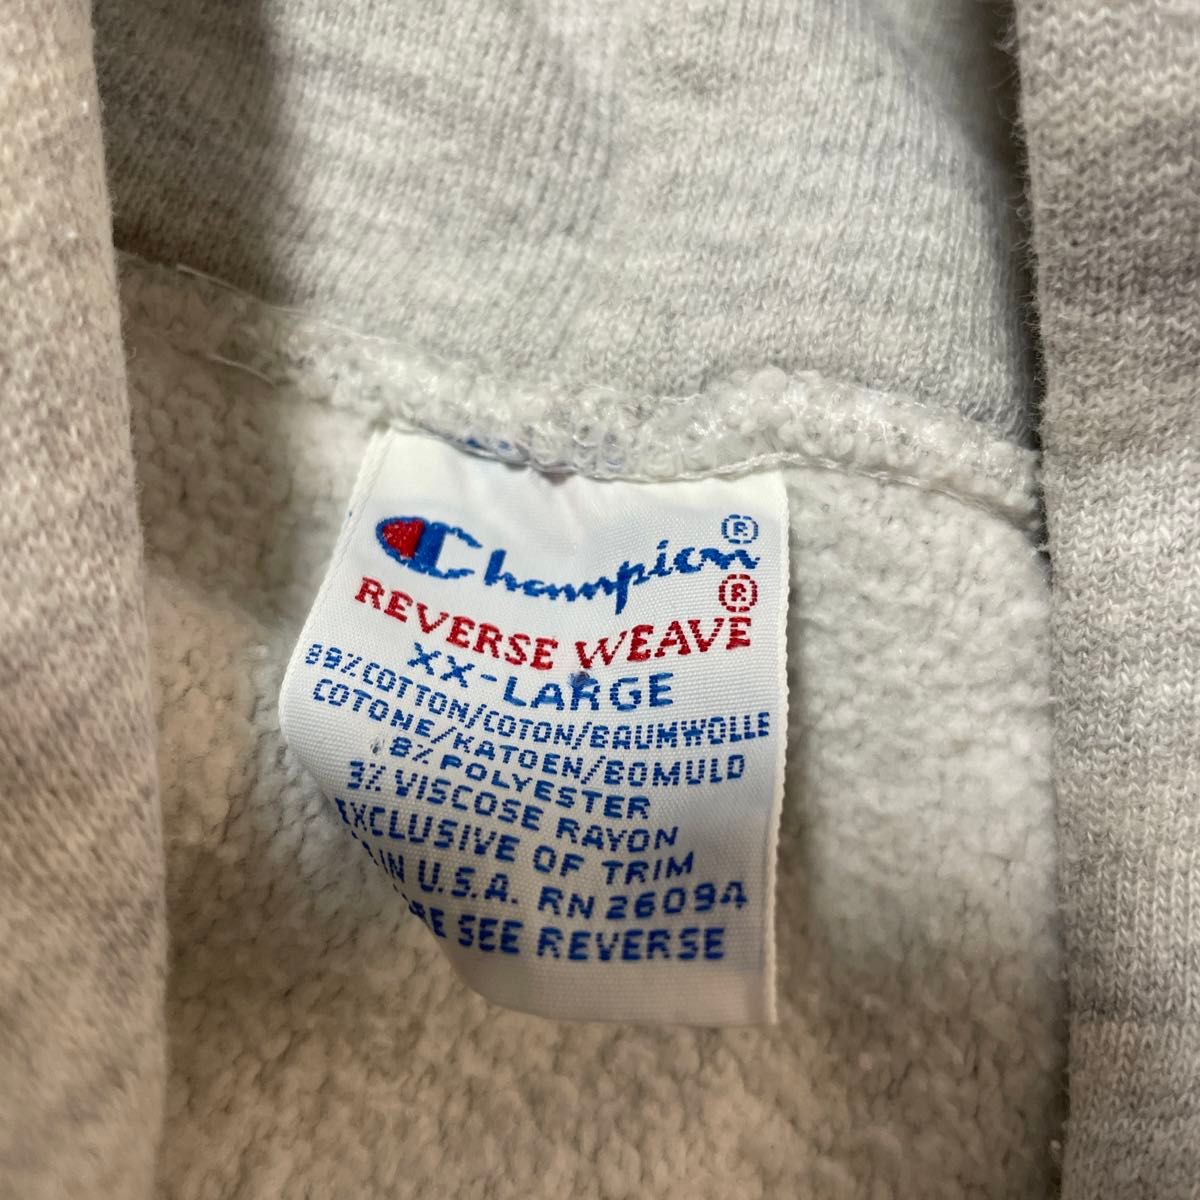 Champion®
REVERSE WEAVE®
XX-LARGE
89% COTTON/COTON/BAUMWOLLE
COTONE/KATOEN/BOMULD
8% POLYESTER
3% VISCOSE RAYON
EXCLUSIVE OF TRIM
IN U.S.A. RN 26094
SEE REVERSE